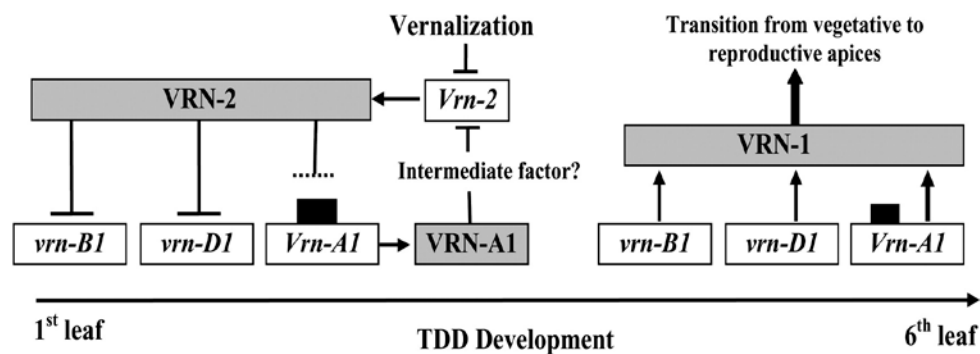 Vernalization
Transition from vegetative to
reproductive apices
VRN-2
Vrn-2
VRN-1
Intermediate factor?
vrn-B1
vrn-D1
Vrn-A1
VRN-A1
vrn-B1
vrn-D1
Vrn-A1
1st leaf
TDD Development
6th leaf